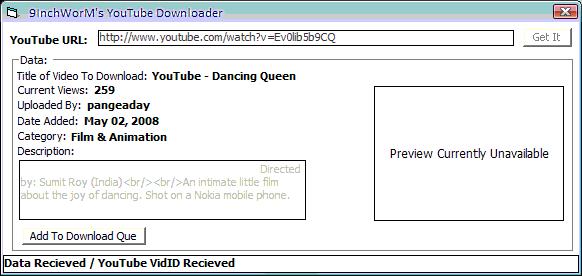 9InchWorM's YouTube Downloader
YouTube URL: http://www.youtube.com/watch?v=Ev0lib5b9CQ Get It
Data:
Title of Video To Download: YouTube - Dancing Queen
Current Views: 259
Uploaded By: pangeaday
Date Added: May 02, 2008
Category: Film & Animation
Description:
Directed
by: Sumit Roy (India)<br/><br/>An intimate little film
about the joy of dancing. Shot on a Nokia mobile phone.
Preview Currently Unavailable
Add To Download Que
Data Recieved / YouTube VidID Recieved